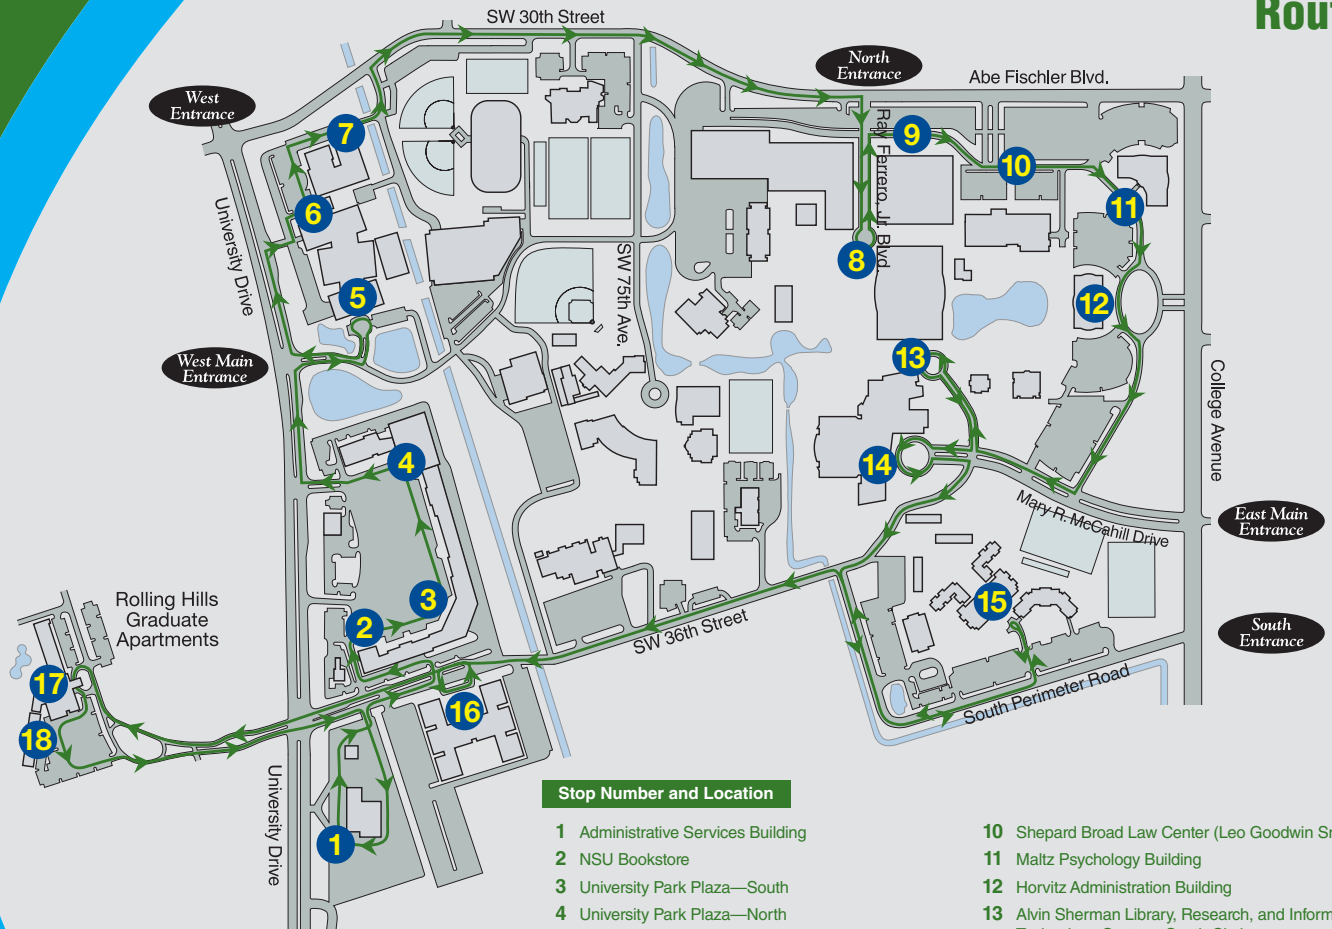 Rou
SW 30th Street
North
Entrance
Abe Fischler Blvd.
West
Entrance
7
9
10
Ray Ferrero, Jr. Blvd.
6
11
University Drive
8
5
SW 75th Ave.
12
West Main
Entrance
13
College Avenue
4
14
Mary R. McCahill Drive
East Main
Entrance
3
15
Rolling Hills
Graduate
Apartments
2
SW 36th Street
South
Entrance
17
16
South Perimeter Road
18
University Drive
1
Stop Number and Location
1 Administrative Services Building
2 NSU Bookstore
3 University Park Plaza—South
4 University Park Plaza—North
10 Shepard Broad Law Center (Leo Goodwin
11 Maltz Psychology Building
12 Horvitz Administration Building
13 Alvin Sherman Library, Research, and Inform